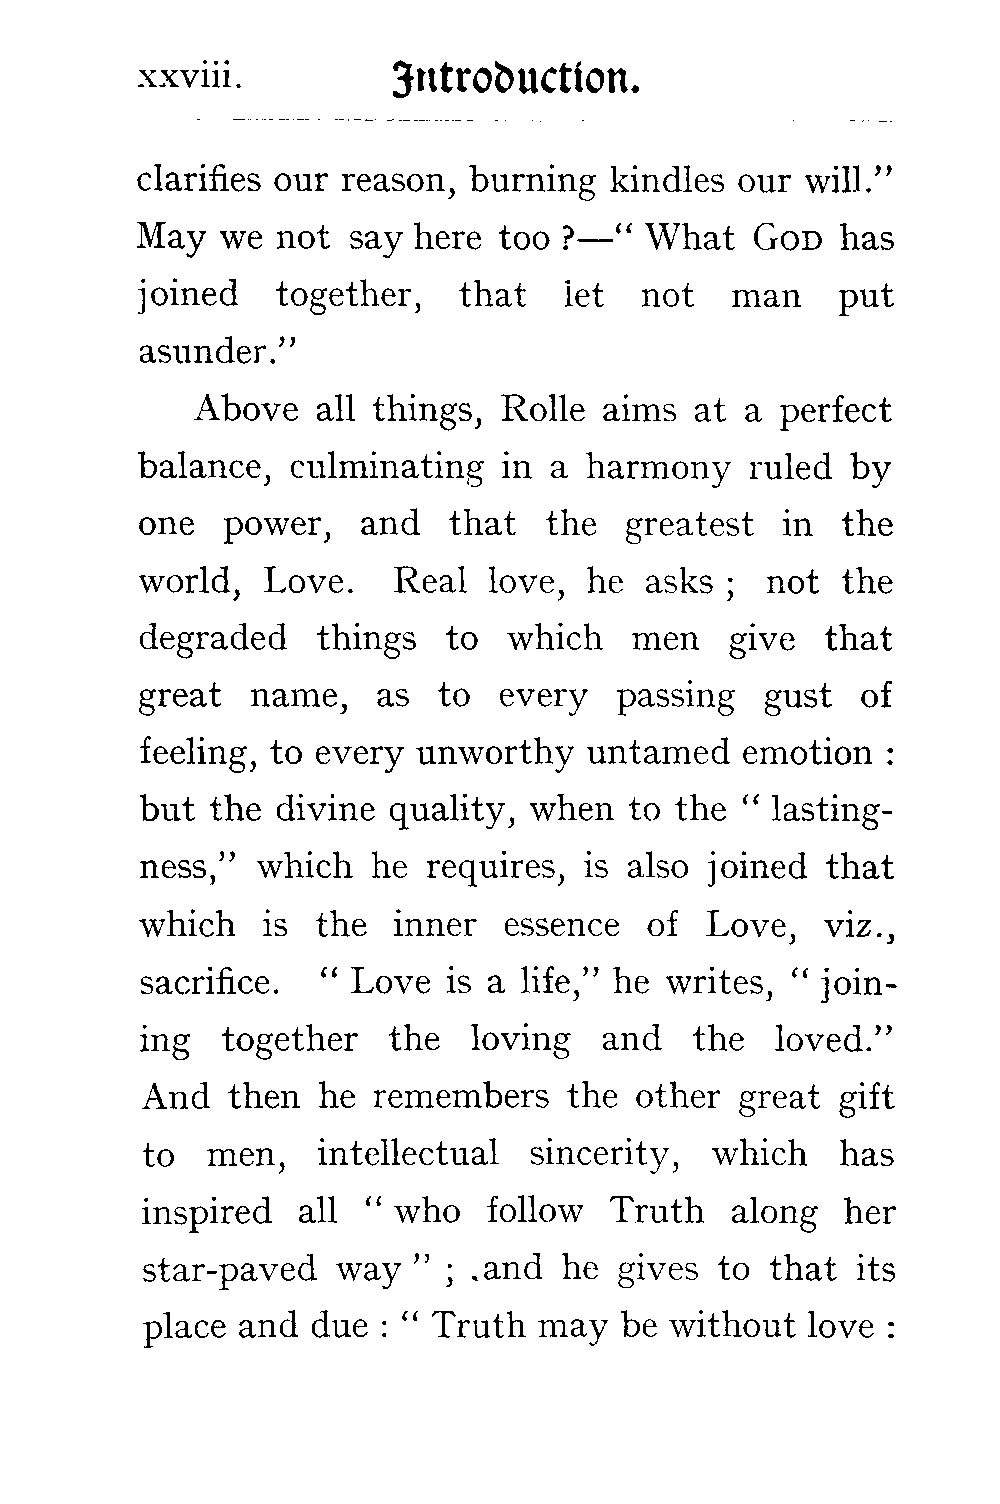 xxviii. Introduction.
clarifies our reason, burning kindles our will.”
May we not say here too ?—“ What GOD has
joined together, that let not man put
asunder.”
Above all things, Rolle aims at a perfect
balance, culminating in a harmony ruled by
one power, and that the greatest in the
world, Love. Real love, he asks ; not the
degraded things to which men give that
great name, as to every passing gust of
feeling, to every unworthy untamed emotion :
but the divine quality, when to the “ lasting-
ness,” which he requires, is also joined that
which is the inner essence of Love, viz.,
sacrifice. “ Love is a life,” he writes, “ join-
ing together the loving and the loved.”
And then he remembers the other great gift
to men, intellectual sincerity, which has
inspired all “ who follow Truth along her
star-paved way ” ; .and he gives to that its
place and due : “ Truth may be without love :